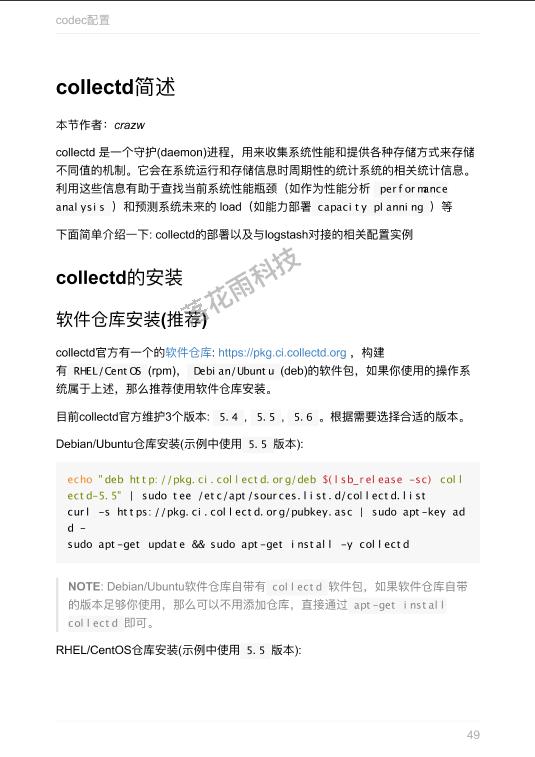 codec配置
collectd简述
本节作者：crazw
collectd 是一个守护(daemon)进程，用来收集系统性能和提供各种存储方式来存储
不同值的机制。它会在系统运行和存储信息时周期性的统计系统的相关统计信息。
利用这些信息有助于查找当前系统性能瓶颈（如作为性能分析 performance
analysis ）和预测系统未来的 load（如能力部署 capacity planning ）等
下面简单介绍一下: collectd的部署以及与logstash对接的相关配置实例
collectd的安装
落花雨科技
软件仓库安装(推荐)
collectd官方有一个的软件仓库: https://pkg.ci.collectd.org ，构建
有 RHEL/CentOS (rpm)， Debian/Ubuntu (deb)的软件包，如果你使用的操作系
统属于上述，那么推荐使用软件仓库安装。
目前collectd官方维护3个版本: 5.4 , 5.5 , 5.6 。根据需要选择合适的版本。
Debian/Ubuntu仓库安装(示例中使用 5.5 版本):
echo "deb http://pkg.ci.collectd.org/deb $(lsb_release -sc) coll
ectd-5.5" | sudo tee /etc/apt/sources.list.d/collectd.list
curl -s https://pkg.ci.collectd.org/pubkey.asc | sudo apt-key ad
d -
sudo apt-get update && sudo apt-get install -y collectd
NOTE: Debian/Ubuntu软件仓库自带有 collectd 软件包，如果软件仓库自带
的版本足够你使用，那么可以不用添加仓库，直接通过 apt-get install
collectd 即可。
RHEL/CentOS仓库安装(示例中使用 5.5 版本):
49